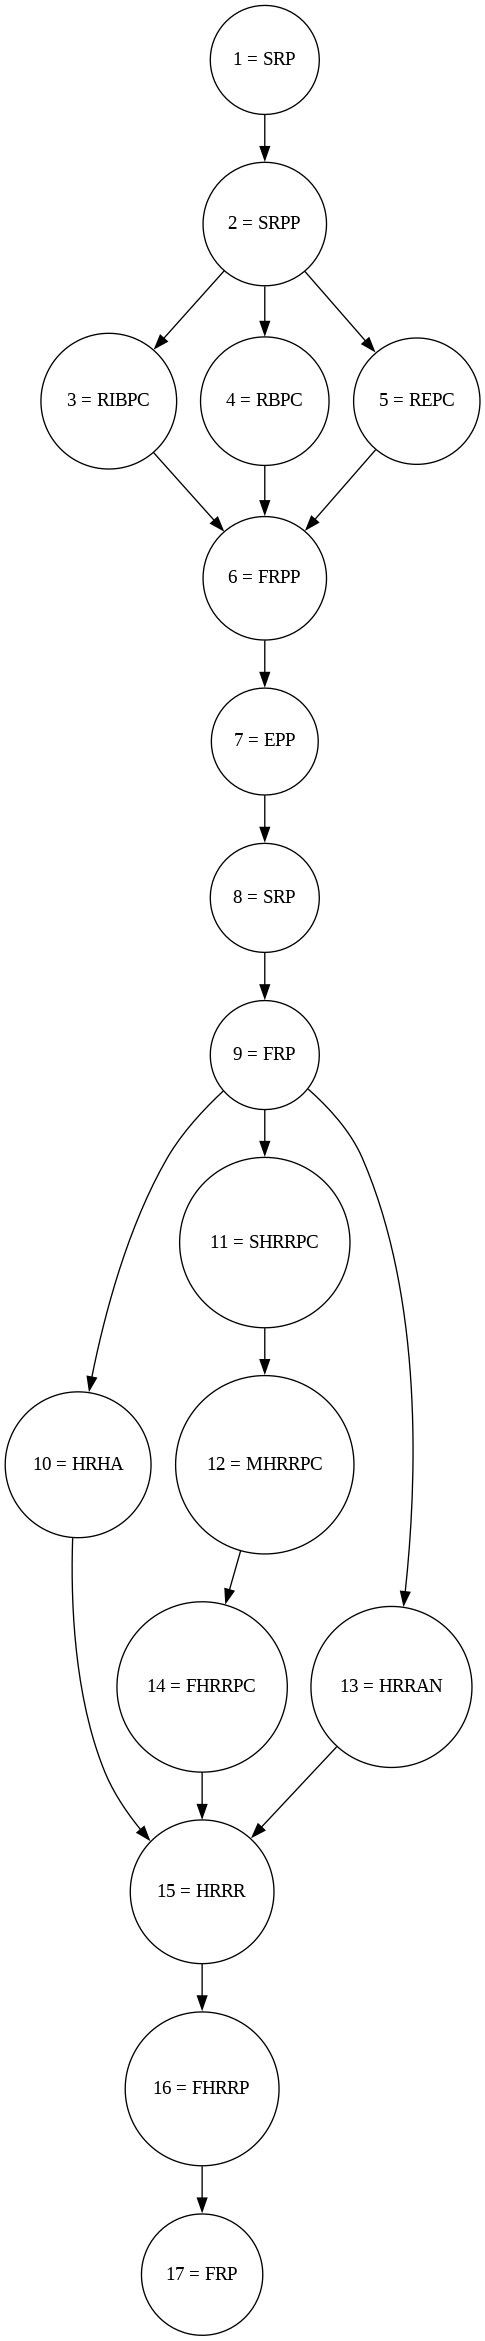 1 = SRP
2 = SRPP
3 = RIBPC
4 = RBPC
5 = REPC
6 = FRPP
7 = EPP
8 = SRP
9 = FRP
11 = SHRRPC
10 = HRHA
12 = MHRRPC
14 = FHRRPC
13 = HRRAN
15 = HRRR
16 = FHRRP
17 = FRP